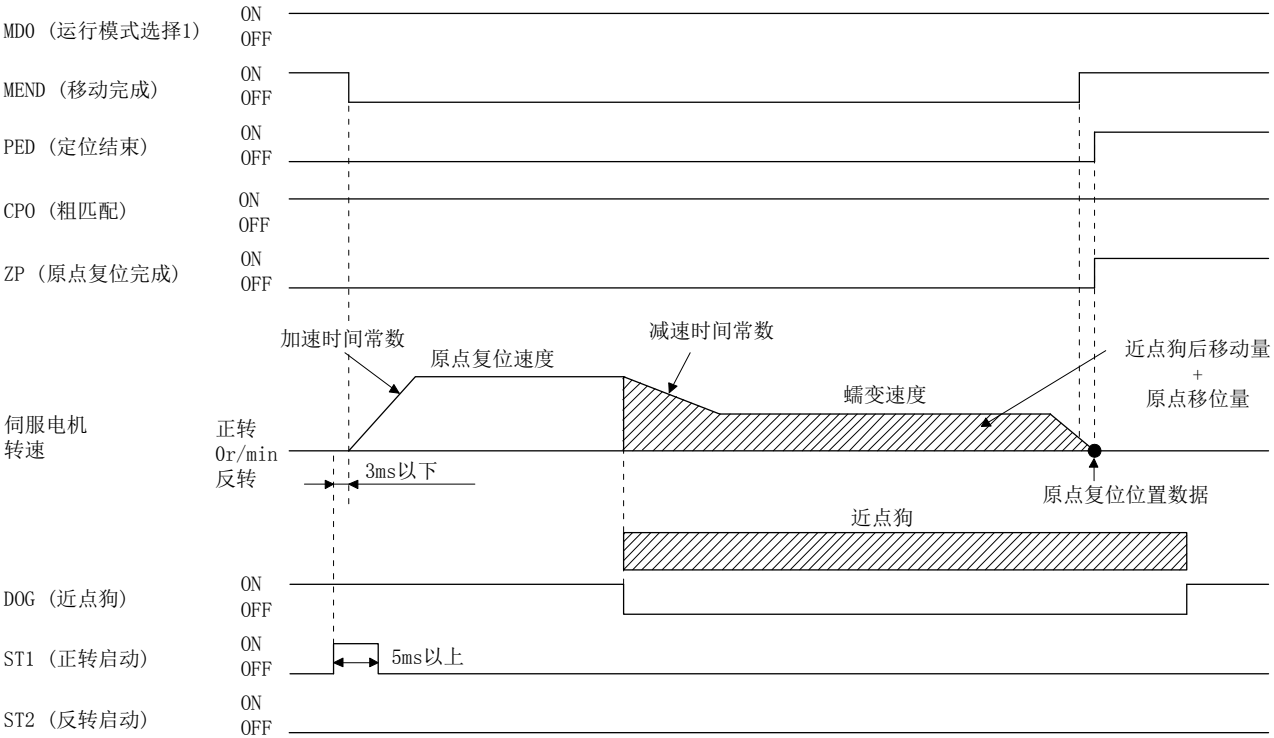 ON
MD0 (运行模式选择1)
OFF
ON
MEND (移动完成)
OFF
ON
PED (定位结束)
OFF
ON
CPO (粗匹配)
OFF
ON
ZP (原点复位完成)
OFF
加速时间常数
原点复位速度
减速时间常数
蠕变速度
近点狗后移动量
+
原点移位量
伺服电机
转速
正转
0r/min
反转
3ms以下
原点复位位置数据
近点狗
ON
DOG (近点狗)
OFF
ON
ST1 (正转启动)
OFF
5ms以上
ON
ST2 (反转启动)
OFF